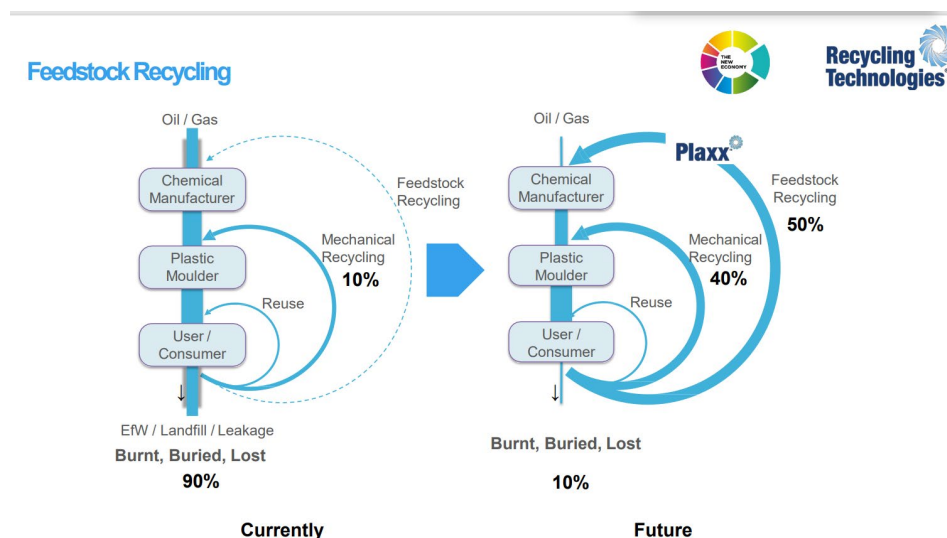 Feedstock Recycling
THE
NEW
ECONOMY
Recycling
Technologies
Oil / Gas
Chemical
Manufacturer
Feedstock
Recycling
Mechanical
Recycling
10%
Plastic
Moulder
Reuse
User /
Consumer
↓
EfW / Landfill / Leakage
Burnt, Buried, Lost
90%
Currently
Oil / Gas
Plaxx
Chemical
Manufacturer
Feedstock
Recycling
50%
Mechanical
Recycling
40%
Plastic
Moulder
Reuse
User /
Consumer
↓
Burnt, Buried, Lost
10%
Future